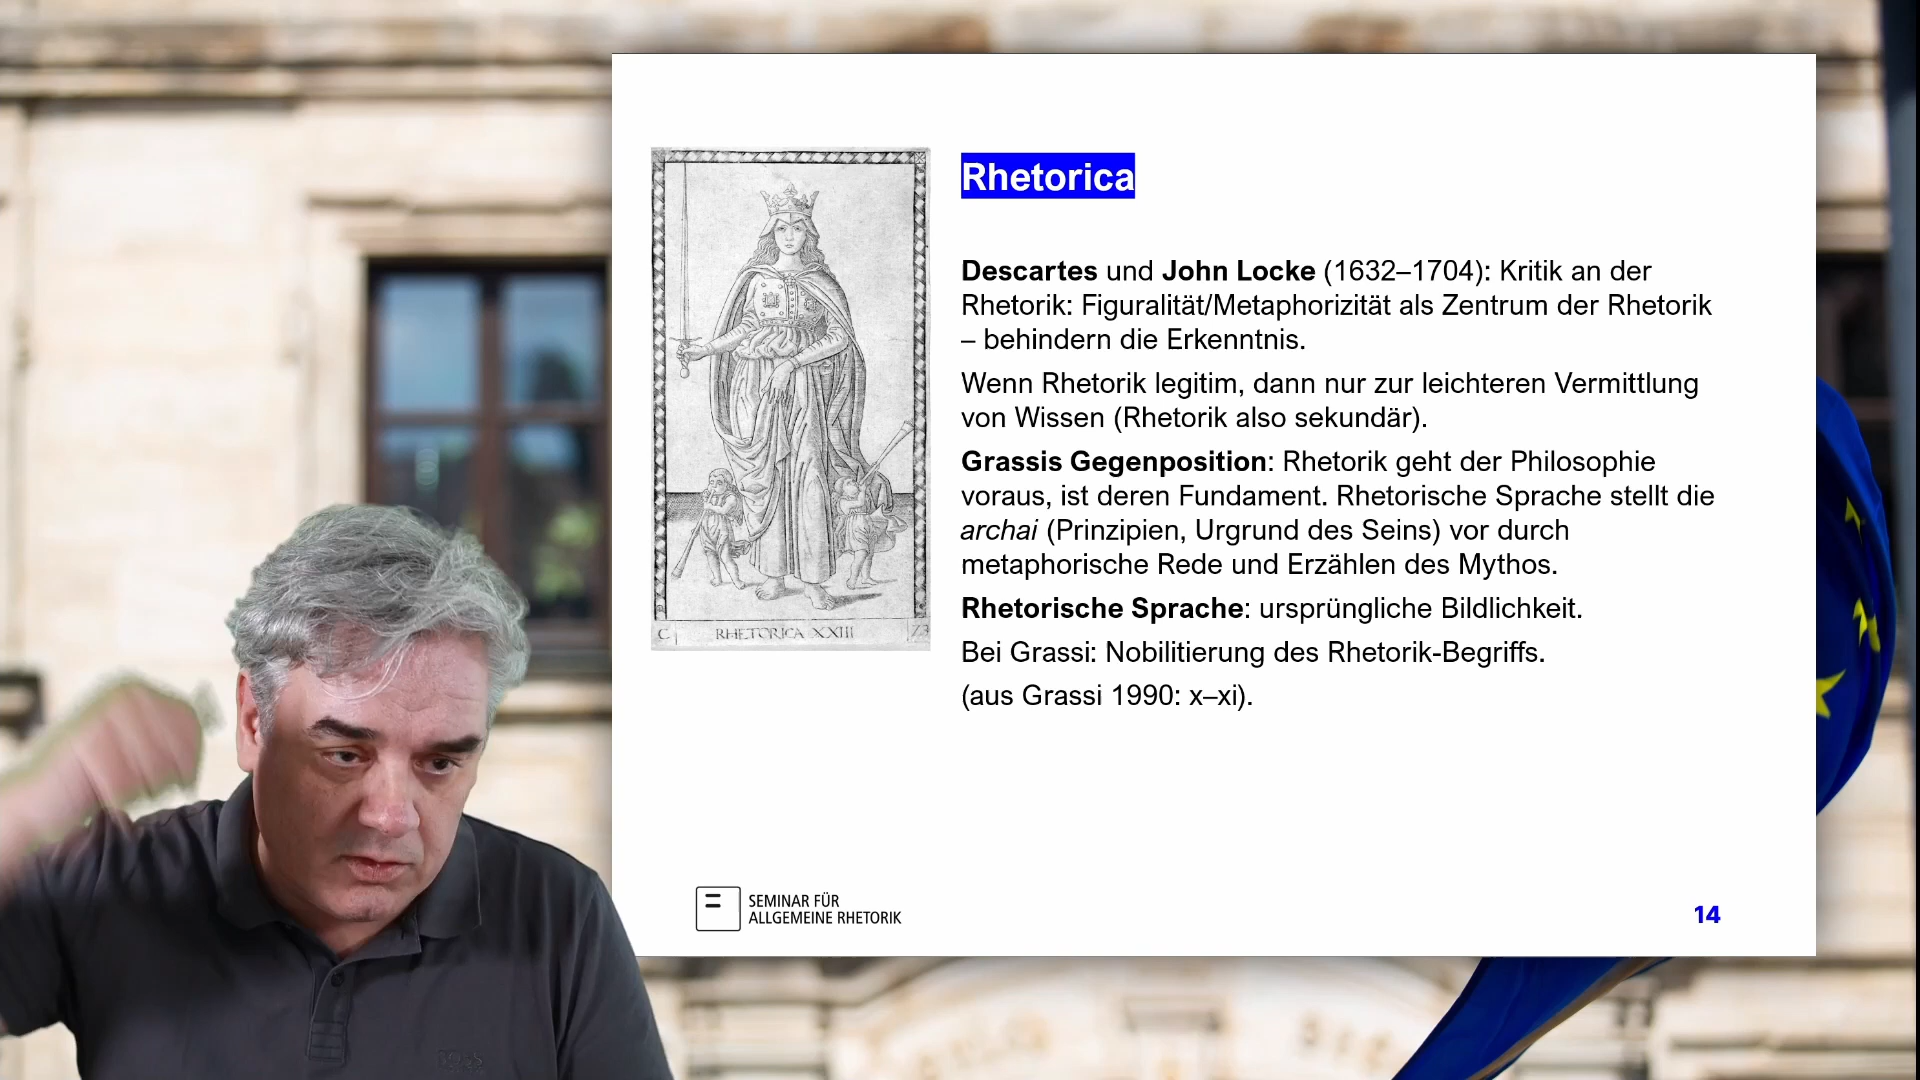 Rhetorica
Descartes und John Locke (1632–1704): Kritik an der
Rhetorik: Figuralität/Metaphorizität als Zentrum der Rhetorik
– behindern die Erkenntnis.
Wenn Rhetorik legitim, dann nur zur leichteren Vermittlung
von Wissen (Rhetorik also sekundär).
Grassis Gegenposition: Rhetorik geht der Philosophie
voraus, ist deren Fundament. Rhetorische Sprache stellt die
archai (Prinzipien, Urgrund des Seins) vor durch
metaphorische Rede und Erzählen des Mythos.
Rhetorische Sprache: ursprüngliche Bildlichkeit.
Bei Grassi: Nobilitierung des Rhetorik-Begriffs.
(aus Grassi 1990: x–xi).
C RHETORICA XXIII
SEMINAR FÜR
ALLGEMEINE RHETORIK
14